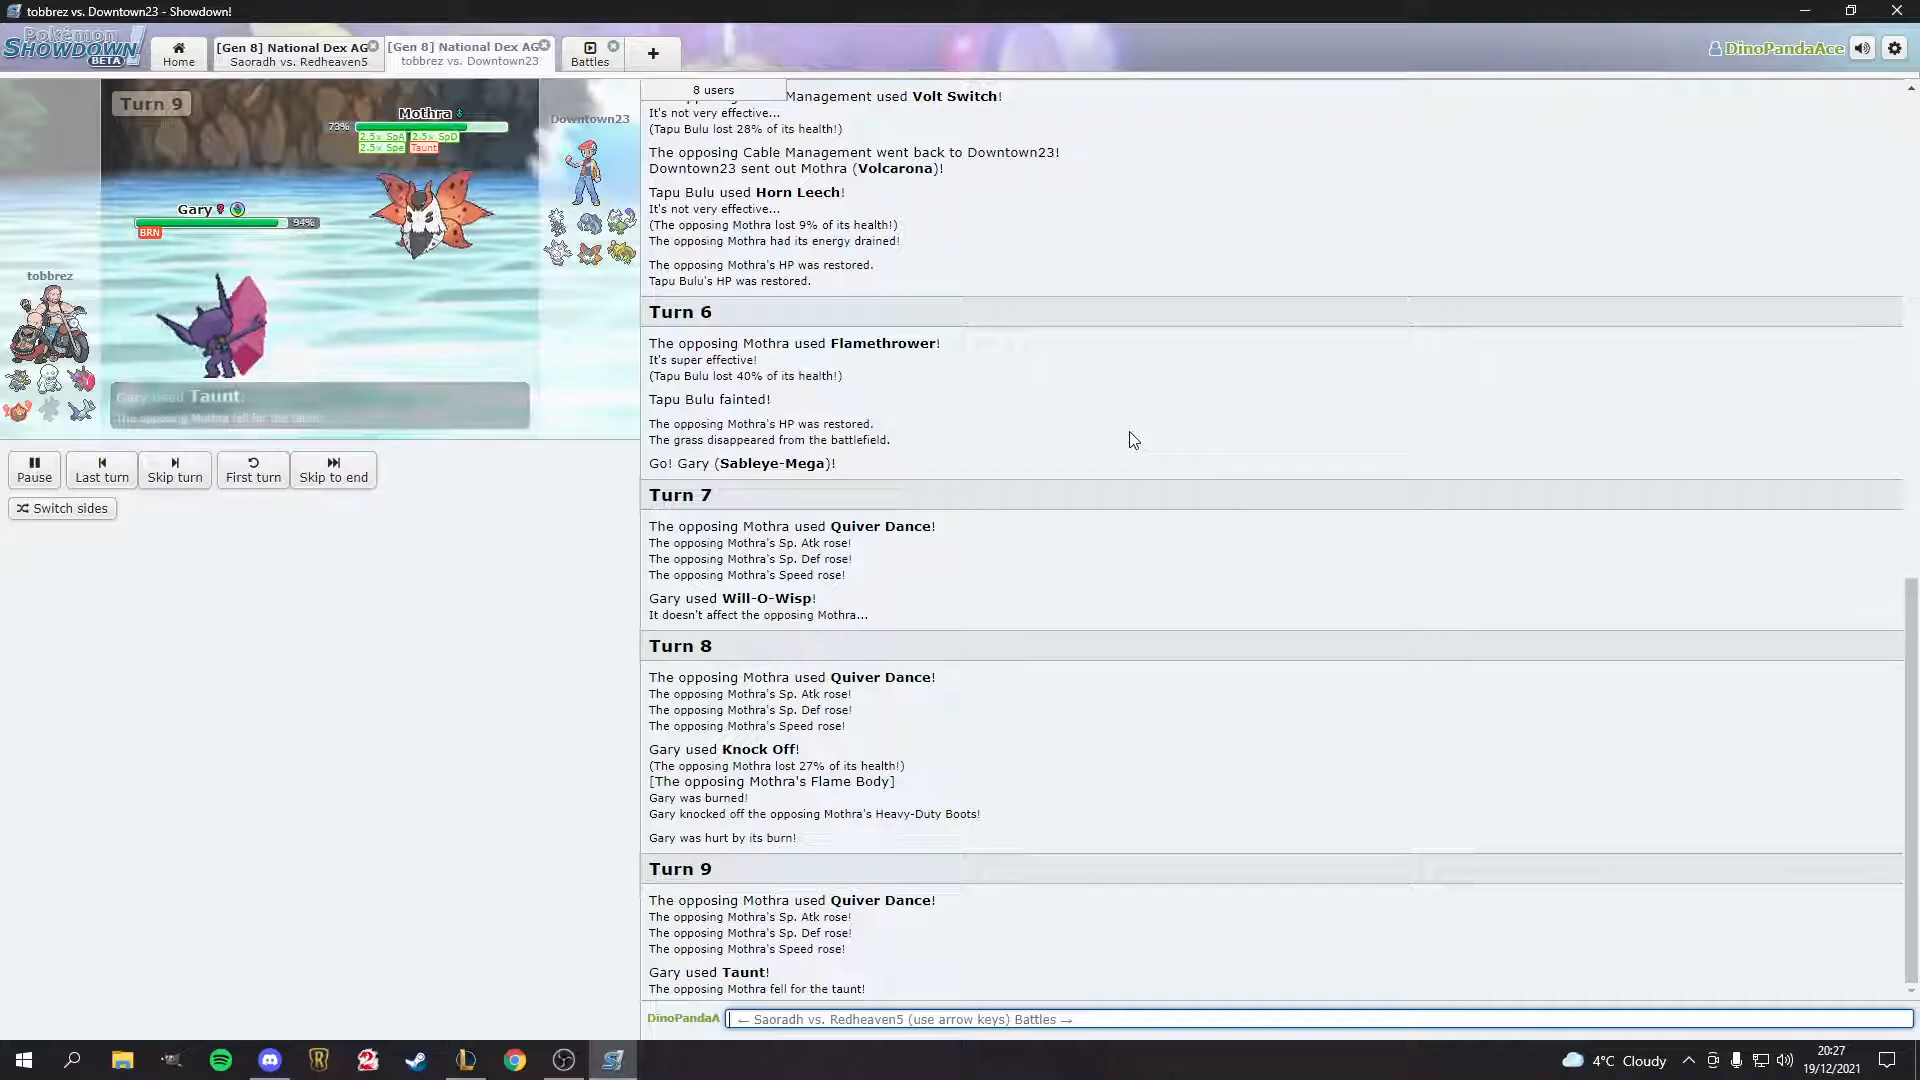 tobbrez vs. Downtown23 - Showdown!
Pokémon
Showdown!
BETA
Home
[Gen 8] National Dex AG
Saoradh vs. Redheaven5
[Gen 8] National Dex AG
tobbrez vs. Downtown23
Battles
DinoPandaAce
Turn 9
Mothra
73%
2.5× SpA 2.5× SpD
2.5× Spe Taunt
Downtown23
Gary
94%
BRN
tobbrez
Gary used Taunt!
The opposing Mothra fell for the taunt!
Pause
Last turn
Skip turn
First turn
Skip to end
Switch sides
8 users
Management used Volt Switch!
It's not very effective...
(Tapu Bulu lost 28% of its health!)
The opposing Cable Management went back to Downtown23!
Downtown23 sent out Mothra (Volcarona)!
Tapu Bulu used Horn Leech!
It's not very effective...
(The opposing Mothra lost 9% of its health!)
The opposing Mothra had its energy drained!
The opposing Mothra's HP was restored.
Tapu Bulu's HP was restored.
Turn 6
The opposing Mothra used Flamethrower!
It's super effective!
(Tapu Bulu lost 40% of its health!)
Tapu Bulu fainted!
The opposing Mothra's HP was restored.
The grass disappeared from the battlefield.
Go! Gary (Sableye-Mega)!
Turn 7
The opposing Mothra used Quiver Dance!
The opposing Mothra's Sp. Atk rose!
The opposing Mothra's Sp. Def rose!
The opposing Mothra's Speed rose!
Gary used Will-O-Wisp!
It doesn't affect the opposing Mothra...
Turn 8
The opposing Mothra used Quiver Dance!
The opposing Mothra's Sp. Atk rose!
The opposing Mothra's Sp. Def rose!
The opposing Mothra's Speed rose!
Gary used Knock Off!
(The opposing Mothra lost 27% of its health!)
[The opposing Mothra's Flame Body]
Gary was burned!
Gary knocked off the opposing Mothra's Heavy-Duty Boots!
Gary was hurt by its burn!
Turn 9
The opposing Mothra used Quiver Dance!
The opposing Mothra's Sp. Atk rose!
The opposing Mothra's Sp. Def rose!
The opposing Mothra's Speed rose!
Gary used Taunt!
The opposing Mothra fell for the taunt!
DinoPandaA
← Saoradh vs. Redheaven5 (use arrow keys) Battles →
4°C Cloudy
20:27
19/12/2021